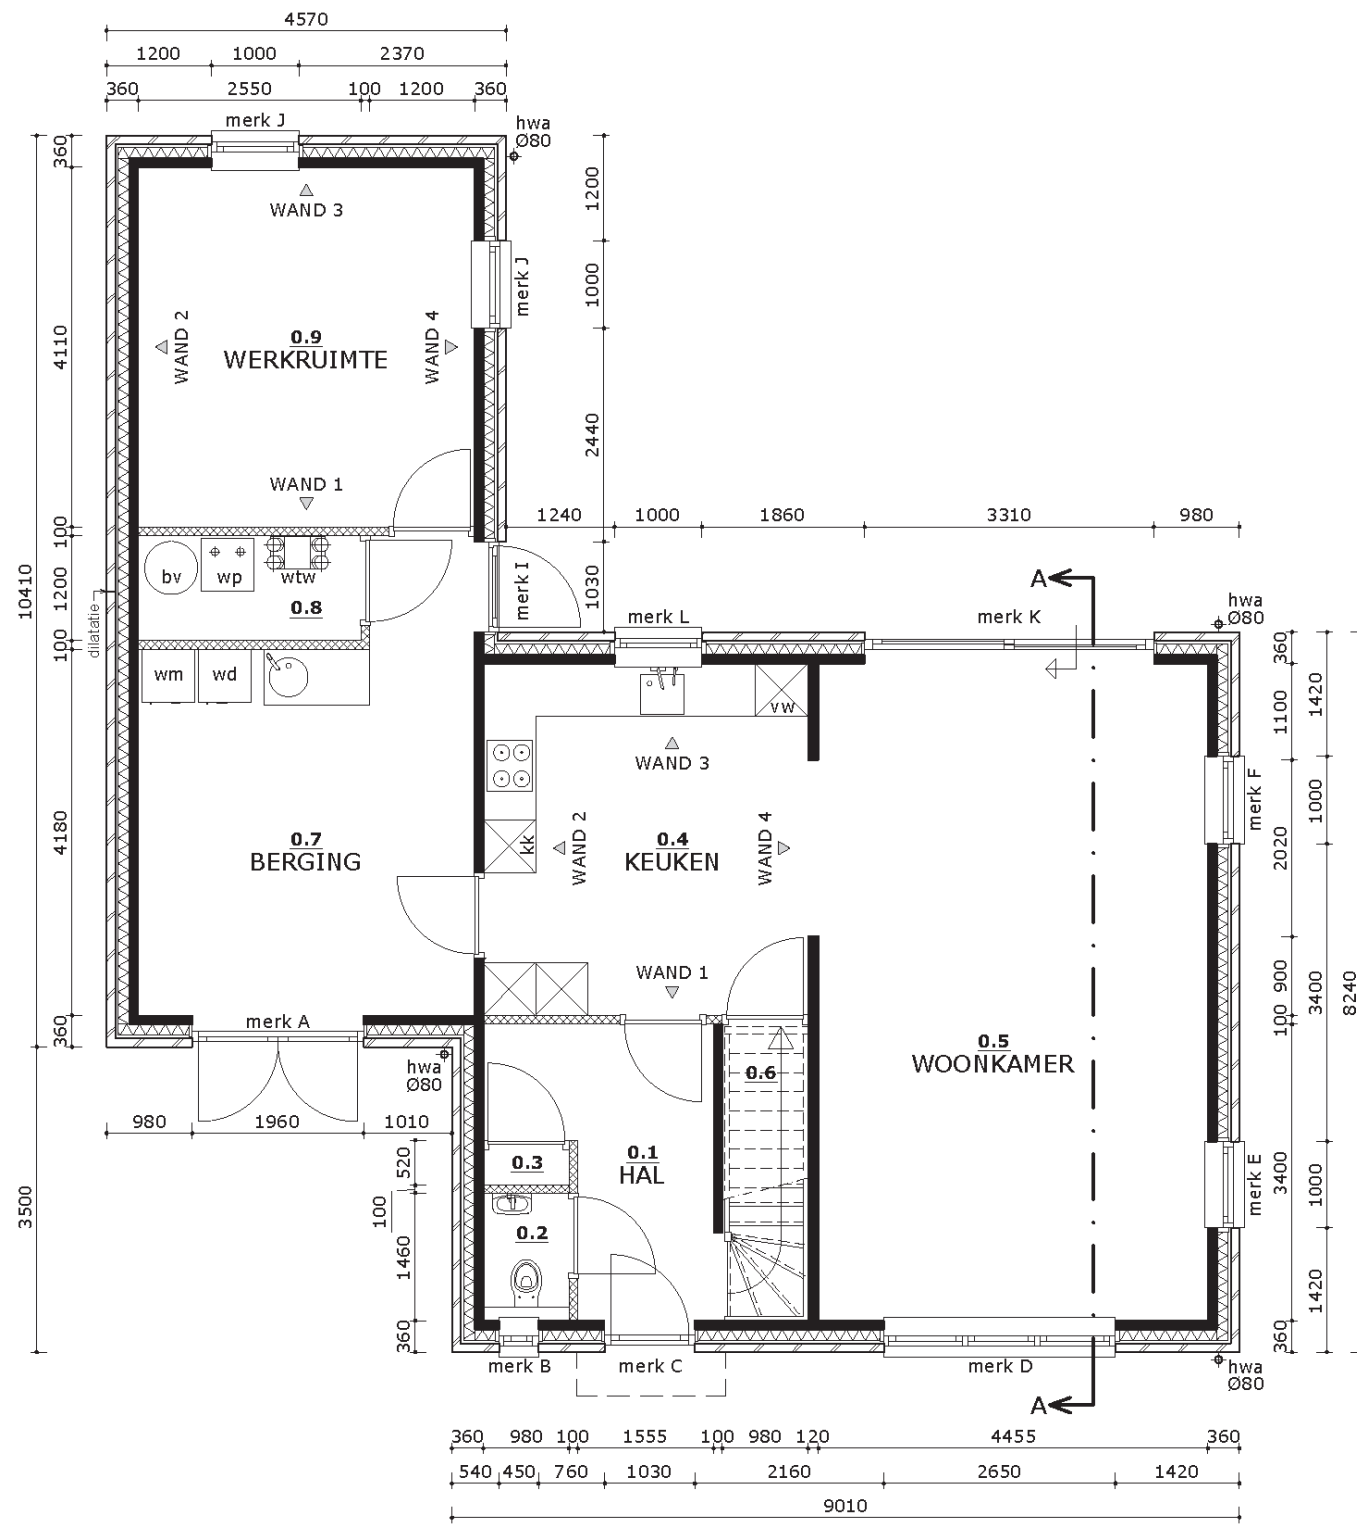 4570
1200 1000 2370
360 2550 100 1200 360
merk J
hwa
Ø80
360
1200
WAND 3
1000
merk J
4110
WAND 2
0.9
WERKRUIMTE
WAND 4
2440
WAND 1
1240 1000 1860 3310 980
100
10410
1200
bv wp wtw
0.8
merk I
1030
A
dilatatie
100
merk L
merk K
hwa
Ø80
wm wd
vw
360
1420
1100
WAND 3
merk F
1000
4180
0.7
BERGING
kk
WAND 2
0.4
KEUKEN
WAND 4
2020
WAND 1
900
3400
8240
360
merk A
100
hwa
Ø80
0.6
0.5
WOONKAMER
980 1960 1010
520
0.3
0.1
HAL
3400
merk E
1000
3500
100
0.2
1460
1420
360
360
merk B merk C merk D
hwa
Ø80
A
360 980 100 1555 100 980 120 4455 360
540 450 760 1030 2160 2650 1420
9010